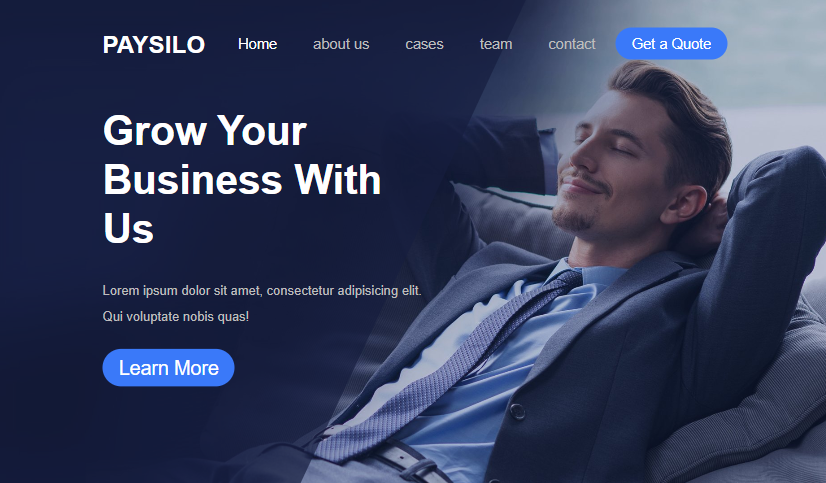 PAYSILO Home about us cases team contact Get a Quote
Grow Your
Business With
Us
Lorem ipsum dolor sit amet, consectetur adipisicing elit.
Qui voluptate nobis quas!
Learn More